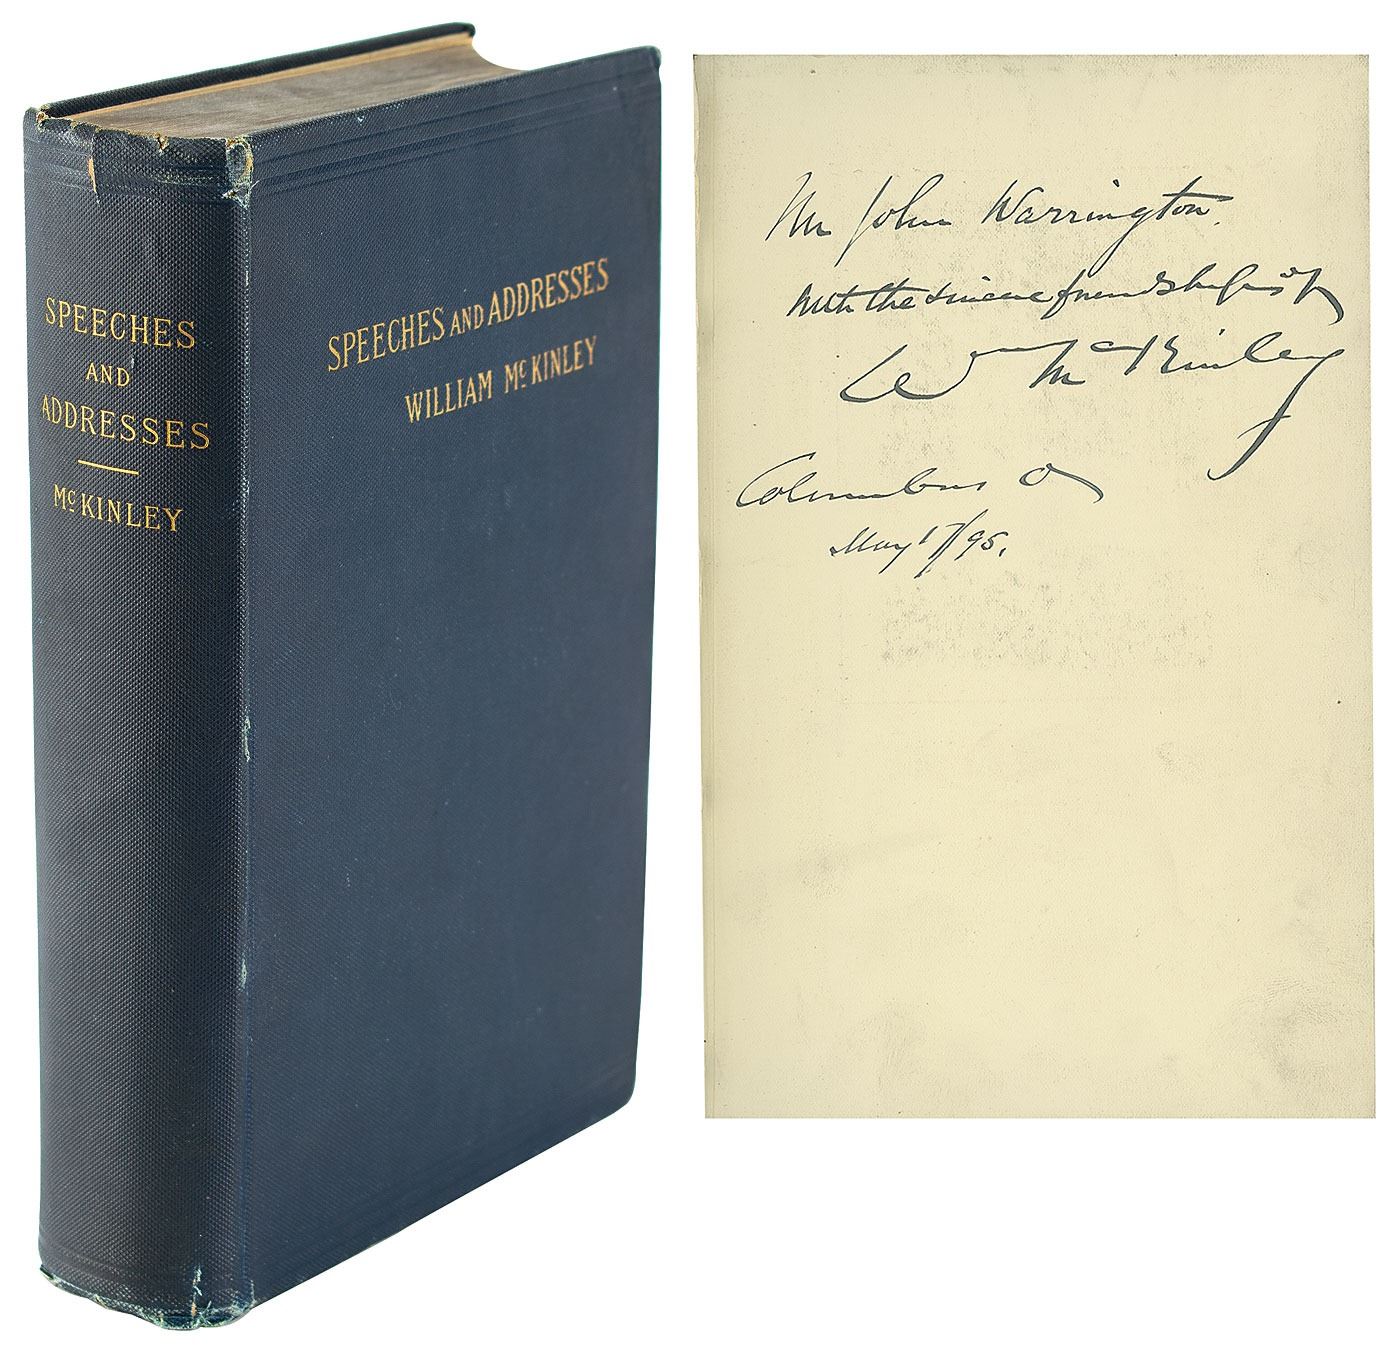 SPEECHES
AND
ADDRESSES
McKINLEY
SPEECHES AND ADDRESSES
WILLIAM McKINLEY
Mr John Warrington.
With the sincere friendship of
Wm McKinley
Columbus O
May 17/95.